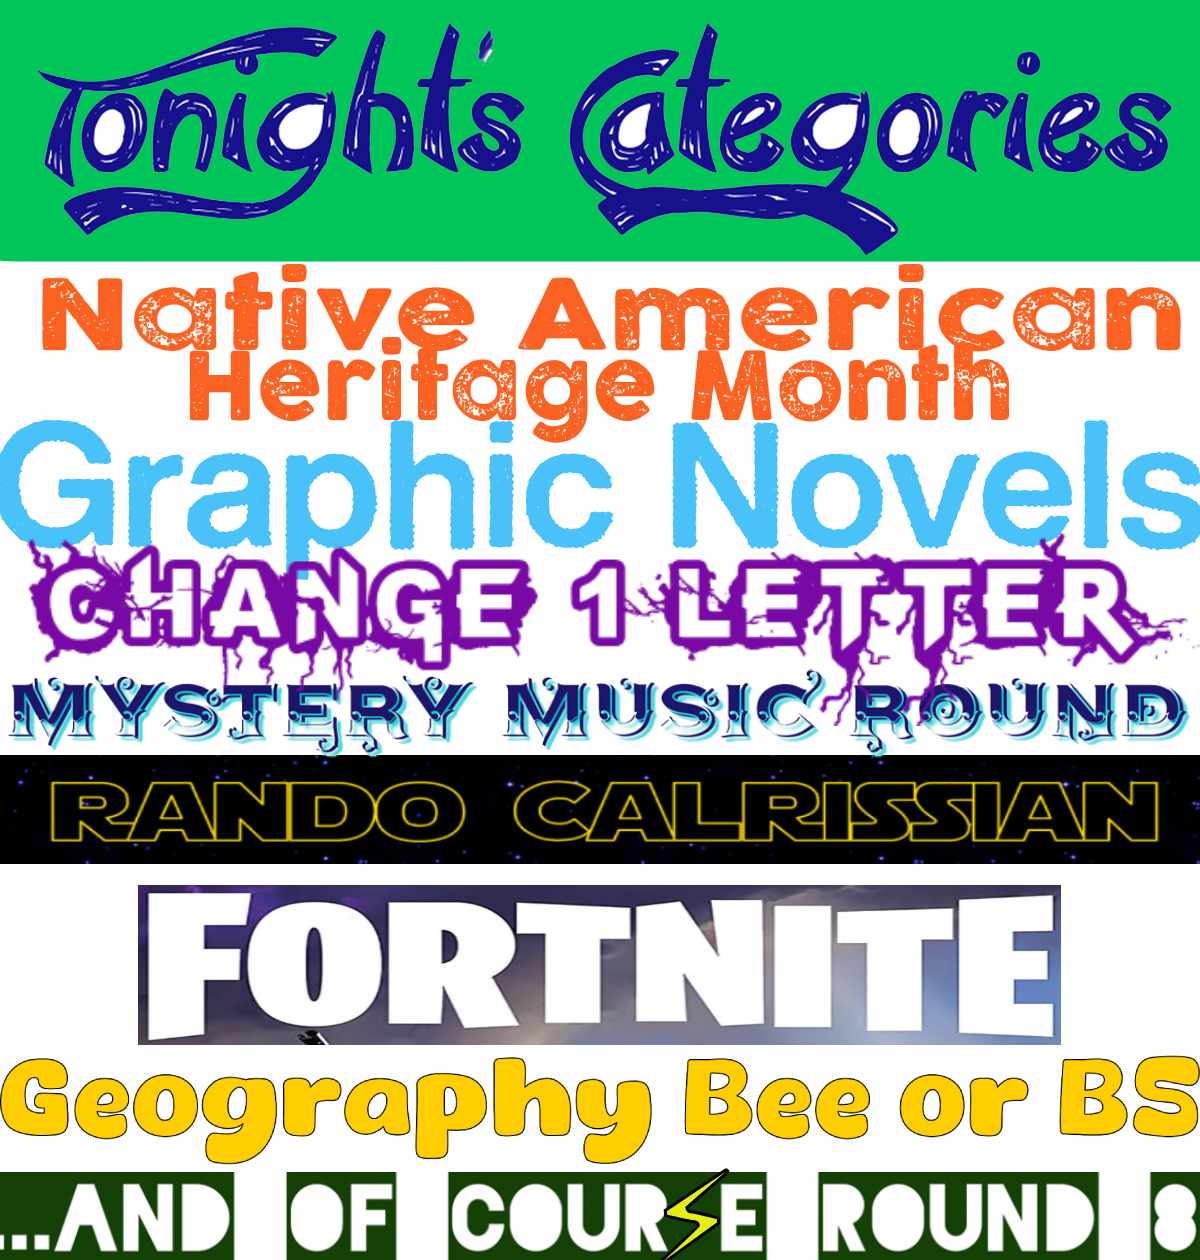 Tonight's Categories
Native American
Heritage Month
Graphic Novels
CHANGE 1 LETTER
MYSTERY MUSIC ROUND
RANDO CALRISSIAN
FORTNITE
Geography Bee or BS
...AND OF COURSE ROUND 8